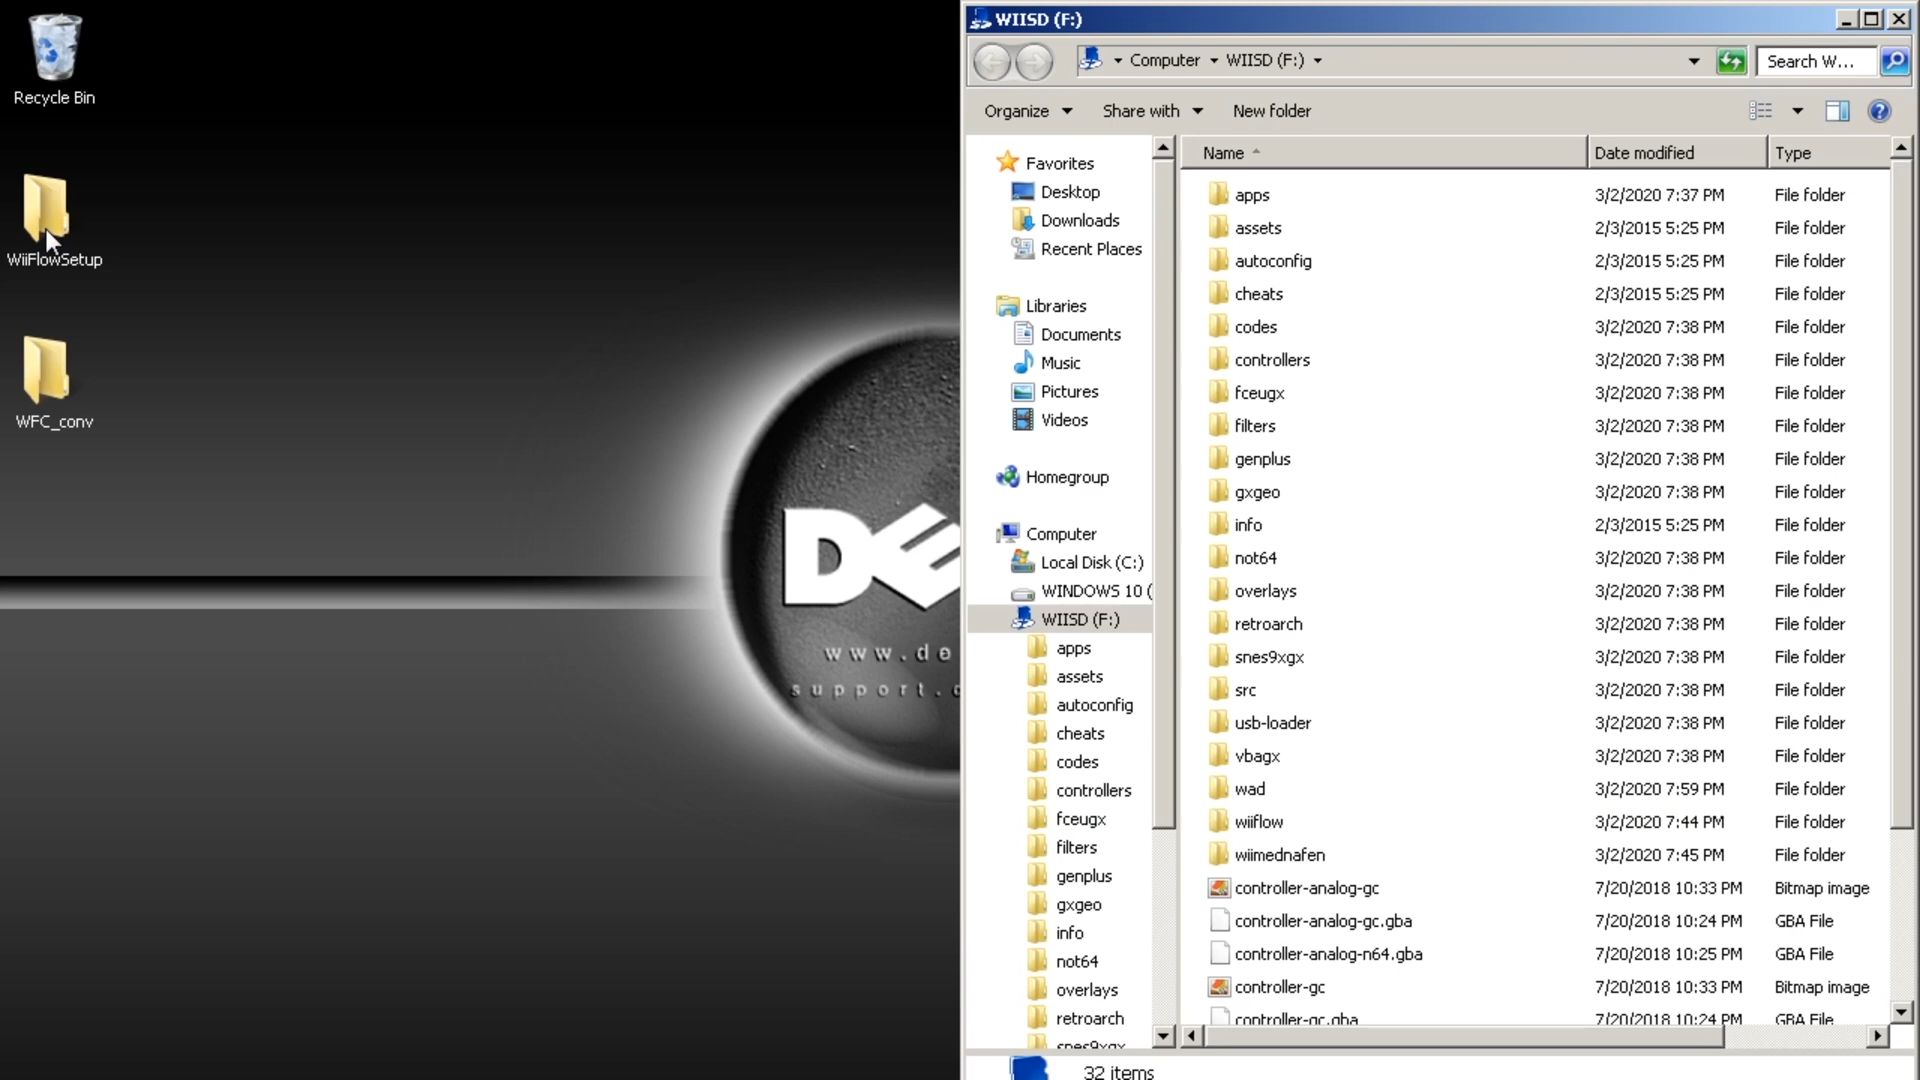 Recycle Bin
WiiFlowSetup
WFC_conv
www.de
support.
WIISD (F:)
Computer
WIISD (F:)
Search W...
Organize
Share with
New folder
Favorites
Desktop
Downloads
Recent Places
Libraries
Documents
Music
Pictures
Videos
Homegroup
Computer
Local Disk (C:)
WINDOWS 10 (
WIISD (F:)
apps
assets
autoconfig
cheats
codes
controllers
fceugx
filters
genplus
gxgeo
info
not64
overlays
retroarch
snes9xgx
Name Date modified Type
apps 3/2/2020 7:37 PM File folder
assets 2/3/2015 5:25 PM File folder
autoconfig 2/3/2015 5:25 PM File folder
cheats 2/3/2015 5:25 PM File folder
codes 3/2/2020 7:38 PM File folder
controllers 3/2/2020 7:38 PM File folder
fceugx 3/2/2020 7:38 PM File folder
filters 3/2/2020 7:38 PM File folder
genplus 3/2/2020 7:38 PM File folder
gxgeo 3/2/2020 7:38 PM File folder
info 2/3/2015 5:25 PM File folder
not64 3/2/2020 7:38 PM File folder
overlays 3/2/2020 7:38 PM File folder
retroarch 3/2/2020 7:38 PM File folder
snes9xgx 3/2/2020 7:38 PM File folder
src 3/2/2020 7:38 PM File folder
usb-loader 3/2/2020 7:38 PM File folder
vbagx 3/2/2020 7:38 PM File folder
wad 3/2/2020 7:59 PM File folder
wiiflow 3/2/2020 7:44 PM File folder
wiimednafen 3/2/2020 7:45 PM File folder
controller-analog-gc 7/20/2018 10:33 PM Bitmap image
controller-analog-gc.gba 7/20/2018 10:24 PM GBA File
controller-analog-n64.gba 7/20/2018 10:25 PM GBA File
controller-gc 7/20/2018 10:33 PM Bitmap image
controller-gc.gba 7/20/2018 10:24 PM GBA File
32 items